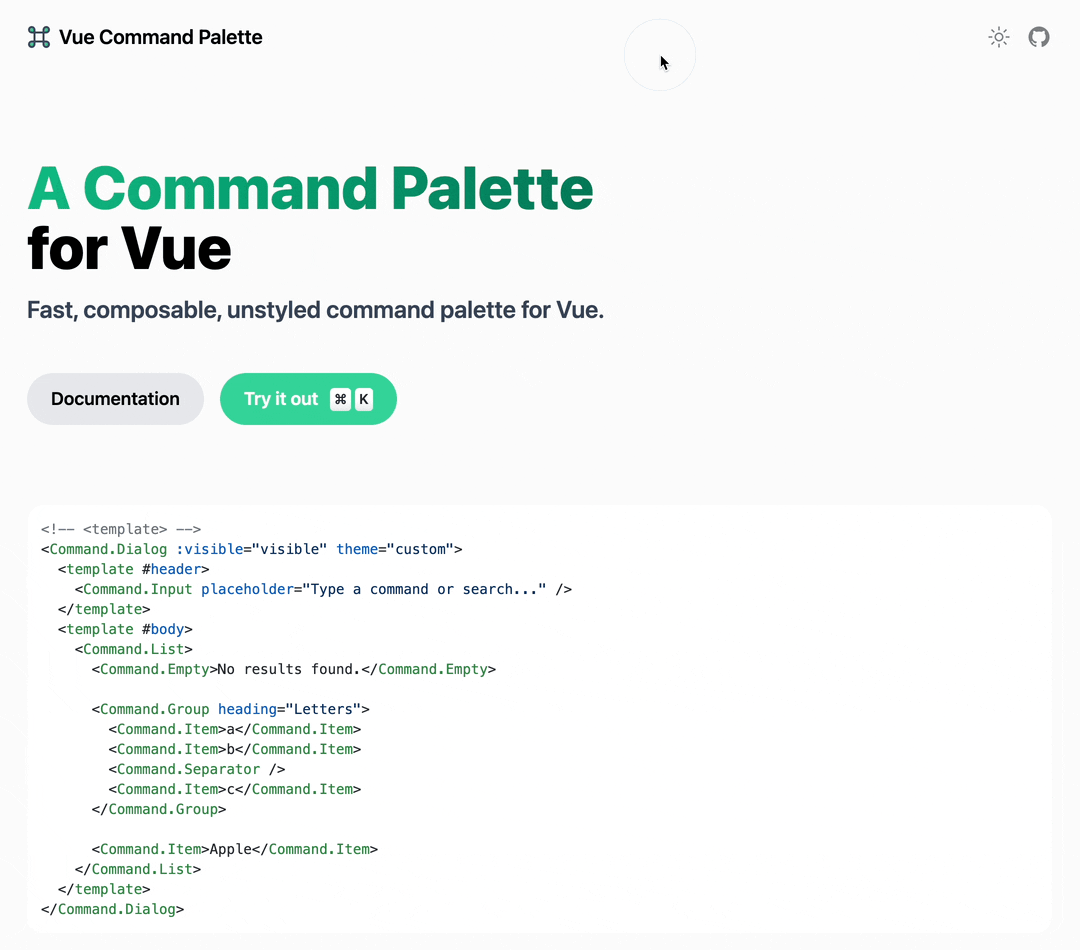 Vue Command Palette
A Command Palette
for Vue
Fast, composable, unstyled command palette for Vue.
Documentation
Try it out ⌘ K
<!-- <template> -->
<Command.Dialog :visible="visible" theme="custom">
  <template #header>
    <Command.Input placeholder="Type a command or search..." />
  </template>
  <template #body>
    <Command.List>
      <Command.Empty>No results found.</Command.Empty>

      <Command.Group heading="Letters">
        <Command.Item>a</Command.Item>
        <Command.Item>b</Command.Item>
        <Command.Separator />
        <Command.Item>c</Command.Item>
      </Command.Group>

      <Command.Item>Apple</Command.Item>
    </Command.List>
  </template>
</Command.Dialog>